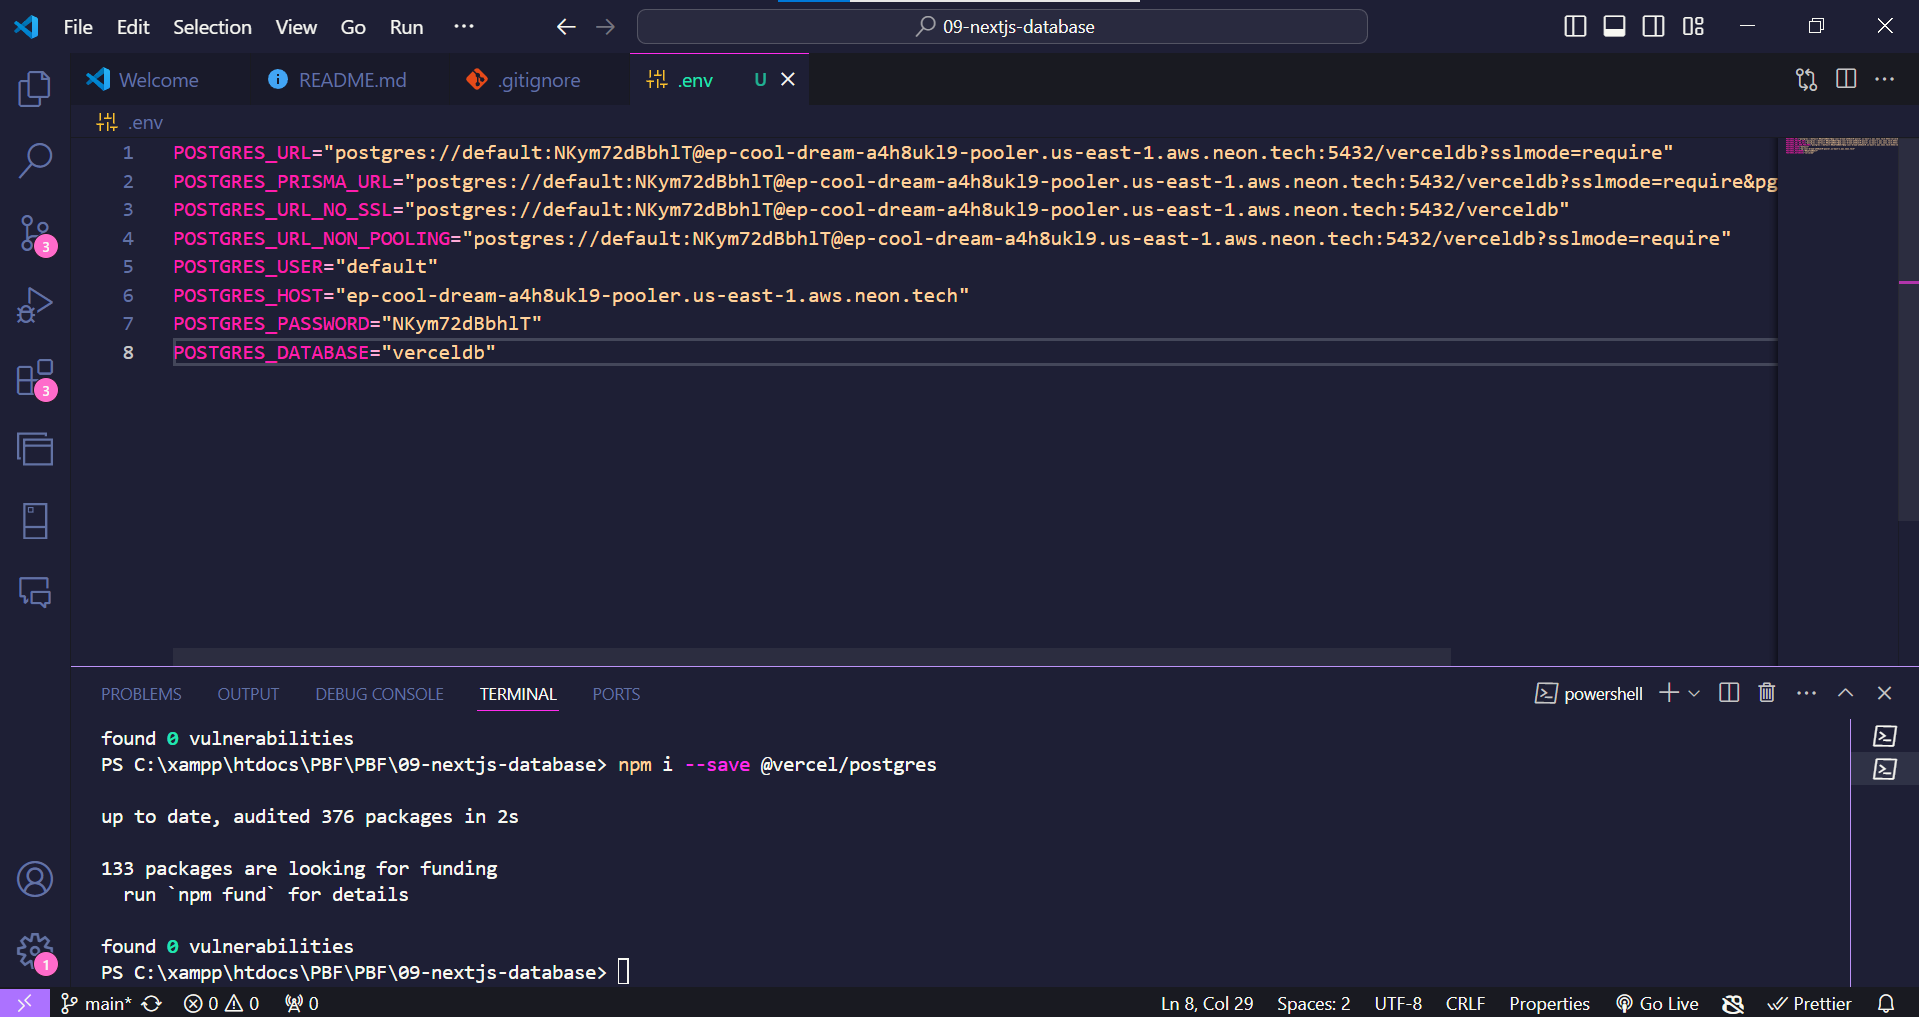 File Edit Selection View Go Run ···
09-nextjs-database
Welcome README.md .gitignore .env U
.env
1 POSTGRES_URL="postgres://default:NKym72dBbhlT@ep-cool-dream-a4h8ukl9-pooler.us-east-1.aws.neon.tech:5432/verceldb?sslmode=require"
2 POSTGRES_PRISMA_URL="postgres://default:NKym72dBbhlT@ep-cool-dream-a4h8ukl9-pooler.us-east-1.aws.neon.tech:5432/verceldb?sslmode=require&pg
3 POSTGRES_URL_NO_SSL="postgres://default:NKym72dBbhlT@ep-cool-dream-a4h8ukl9-pooler.us-east-1.aws.neon.tech:5432/verceldb"
4 POSTGRES_URL_NON_POOLING="postgres://default:NKym72dBbhlT@ep-cool-dream-a4h8ukl9.us-east-1.aws.neon.tech:5432/verceldb?sslmode=require"
5 POSTGRES_USER="default"
6 POSTGRES_HOST="ep-cool-dream-a4h8ukl9-pooler.us-east-1.aws.neon.tech"
7 POSTGRES_PASSWORD="NKym72dBbhlT"
8 POSTGRES_DATABASE="verceldb"
3
3
1
PROBLEMS OUTPUT DEBUG CONSOLE TERMINAL PORTS powershell
found 0 vulnerabilities
PS C:\xampp\htdocs\PBF\PBF\09-nextjs-database> npm i --save @vercel/postgres
up to date, audited 376 packages in 2s
133 packages are looking for funding
run `npm fund` for details
found 0 vulnerabilities
PS C:\xampp\htdocs\PBF\PBF\09-nextjs-database>
main* 0 0 0 Ln 8, Col 29 Spaces: 2 UTF-8 CRLF Properties Go Live Prettier